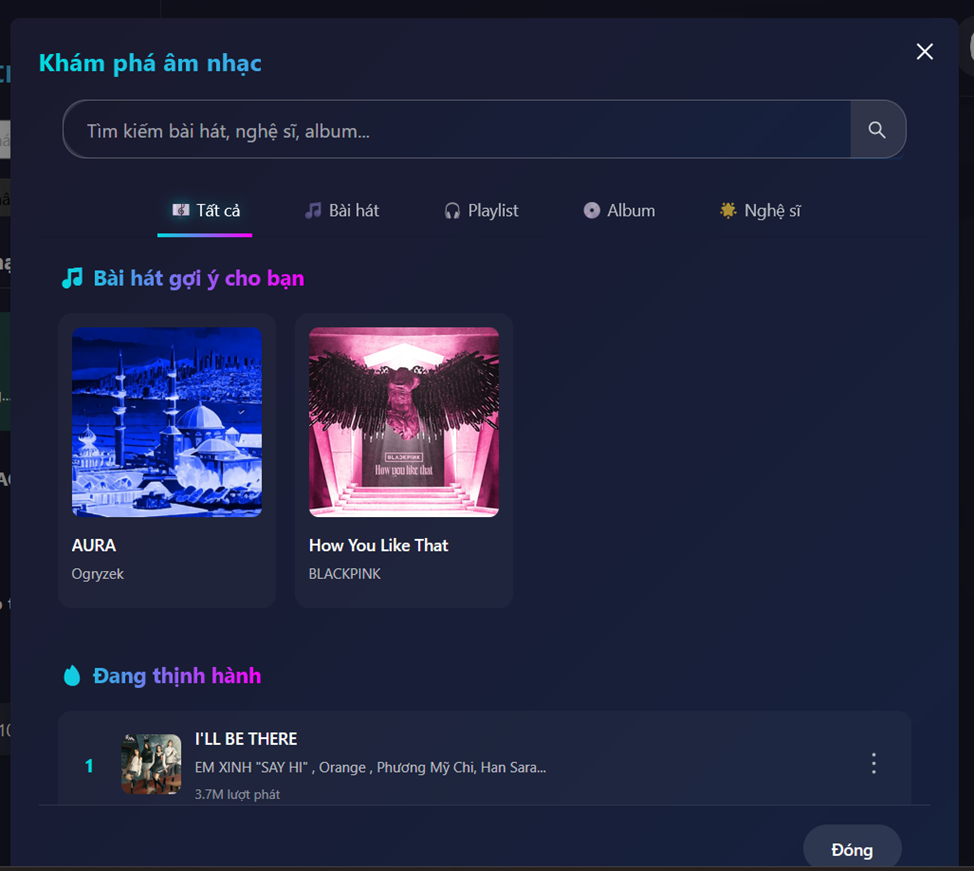 Khám phá âm nhạc
Tìm kiếm bài hát, nghệ sĩ, album...
Tất cả
Bài hát
Playlist
Album
Nghệ sĩ
Bài hát gợi ý cho bạn
BLACKPINK
How you like that
AURA
How You Like That
Ogryzek
BLACKPINK
Đang thịnh hành
1
I'LL BE THERE
EM XINH "SAY HI" , Orange , Phương Mỹ Chi, Han Sara...
3.7M lượt phát
Đóng